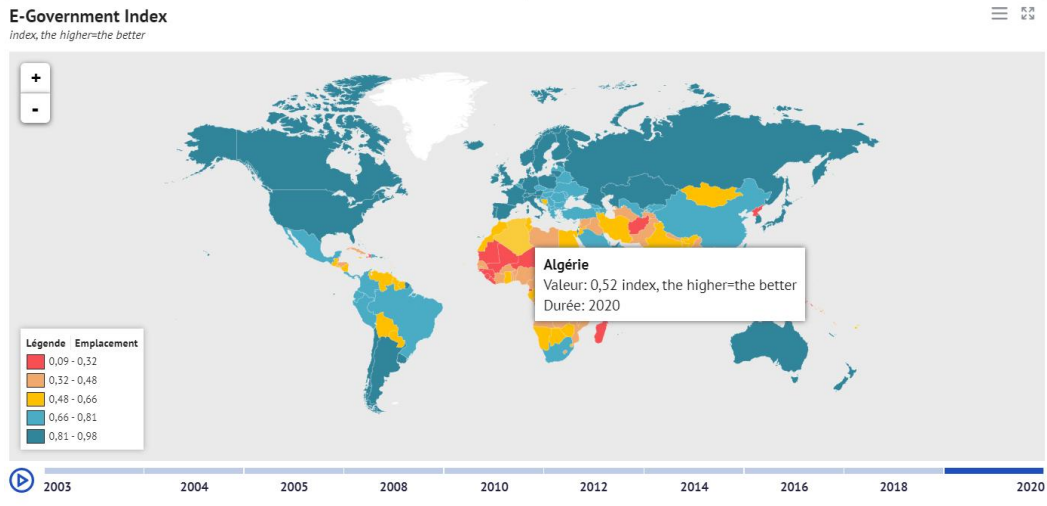 E-Government Index
index, the higher=the better
+
-
Algérie
Valeur: 0,52 index, the higher=the better
Durée: 2020
Légende Emplacement
0,09 - 0,32
0,32 - 0,48
0,48 - 0,66
0,66 - 0,81
0,81 - 0,98
2003 2004 2005 2008 2010 2012 2014 2016 2018 2020